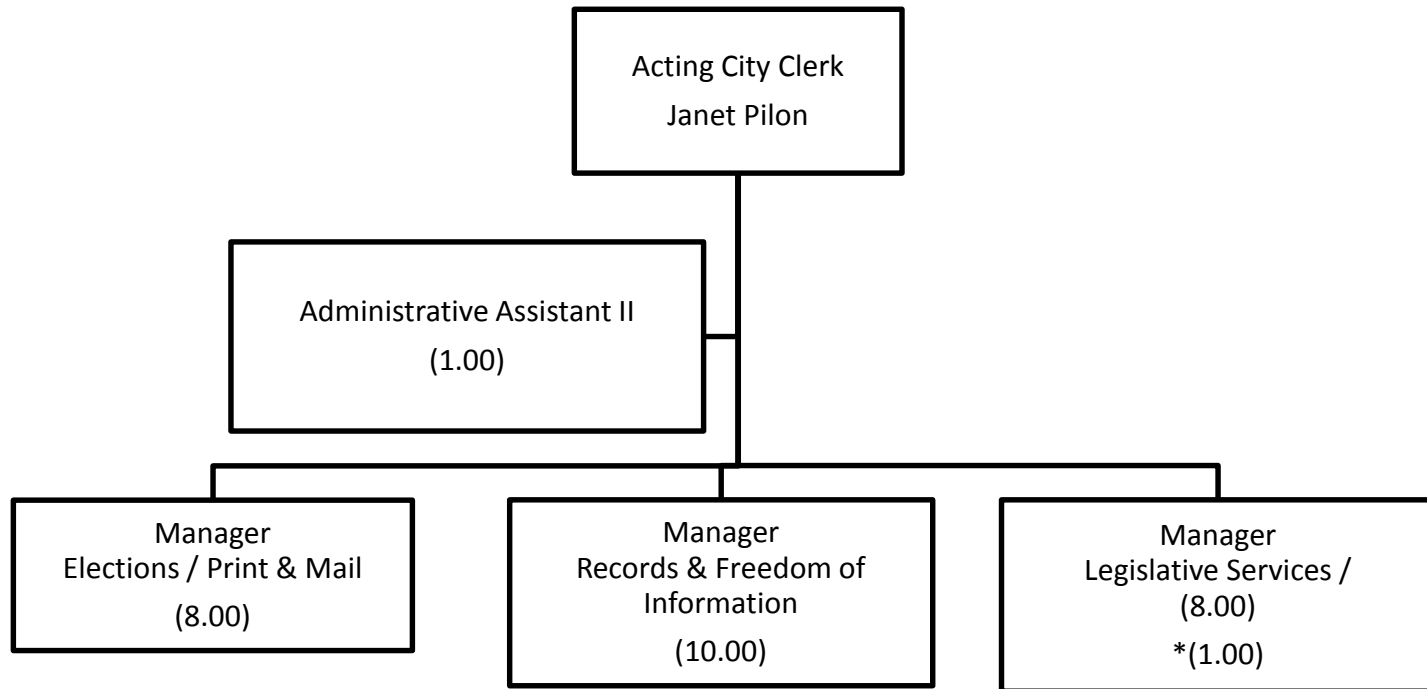 Acting City Clerk
Janet Pilon
Administrative Assistant II
(1.00)
Manager
Elections / Print & Mail
(8.00)
Manager
Records & Freedom of
Information
(10.00)
Manager
Legislative Services /
(8.00)
*(1.00)